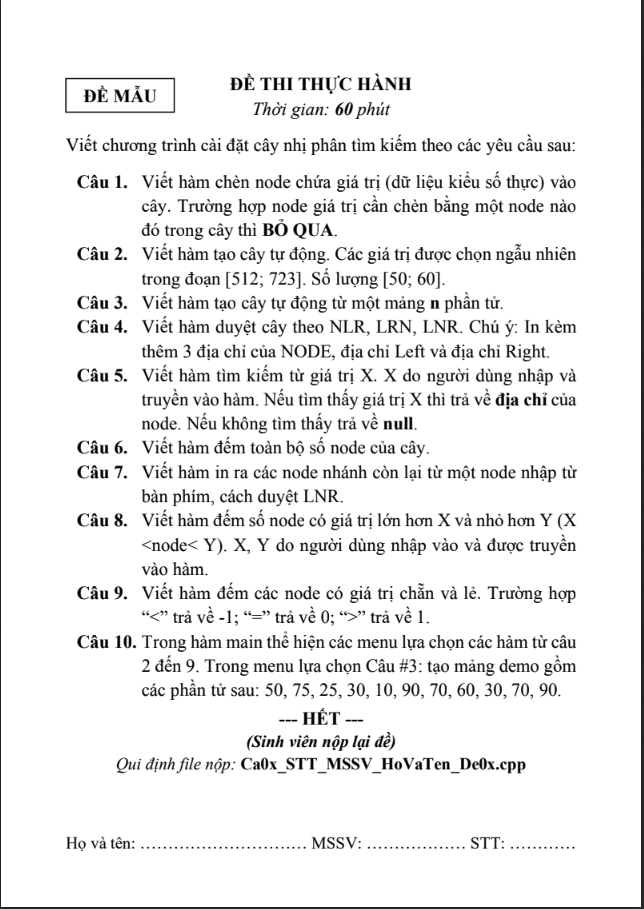 ĐỀ MẪU
ĐỀ THI THỰC HÀNH
Thời gian: 60 phút
Viết chương trình cài đặt cây nhị phân tìm kiếm theo các yêu cầu sau:
Câu 1. Viết hàm chèn node chứa giá trị (dữ liệu kiểu số thực) vào
cây. Trường hợp node giá trị cần chèn bằng một node nào
đó trong cây thì BỎ QUA.
Câu 2. Viết hàm tạo cây tự động. Các giá trị được chọn ngẫu nhiên
trong đoạn [512; 723]. Số lượng [50; 60].
Câu 3. Viết hàm tạo cây tự động từ một mảng n phần tử.
Câu 4. Viết hàm duyệt cây theo NLR, LRN, LNR. Chú ý: In kèm
thêm 3 địa chỉ của NODE, địa chỉ Left và địa chỉ Right.
Câu 5. Viết hàm tìm kiếm từ giá trị X. X do người dùng nhập và
truyền vào hàm. Nếu tìm thấy giá trị X thì trả về địa chỉ của
node. Nếu không tìm thấy trả về null.
Câu 6. Viết hàm đếm toàn bộ số node của cây.
Câu 7. Viết hàm in ra các node nhánh còn lại từ một node nhập từ
bàn phím, cách duyệt LNR.
Câu 8. Viết hàm đếm số node có giá trị lớn hơn X và nhỏ hơn Y (X
<node< Y). X, Y do người dùng nhập vào và được truyền
vào hàm.
Câu 9. Viết hàm đếm các node có giá trị chẵn và lẻ. Trường hợp
“<” trả về -1; “=” trả về 0; “>” trả về 1.
Câu 10. Trong hàm main thể hiện các menu lựa chọn các hàm từ câu
2 đến 9. Trong menu lựa chọn Câu #3: tạo mảng demo gồm
các phần tử sau: 50, 75, 25, 30, 10, 90, 70, 60, 30, 70, 90.
--- HẾT ---
(Sinh viên nộp lại đề)
Qui định file nộp: Ca0x_STT_MSSV_HoVaTen_De0x.cpp
Họ và tên: .............................. MSSV: .................. STT: ............